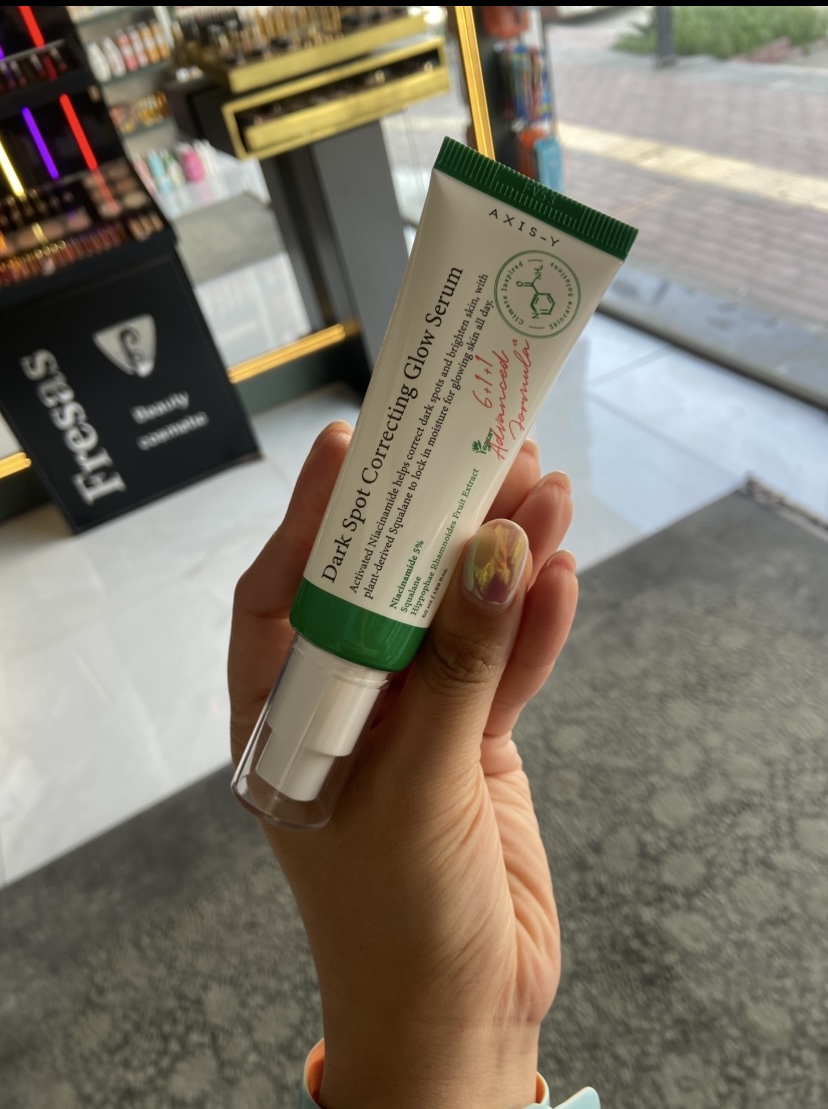 AXIS-Y
Dark Spot Correcting Glow Serum
Activated Niacinamide helps correct dark spots and brighten skin, with
plant-derived Squalane to lock in moisture for glowing skin all day.
6+1+1
Advanced
Formula
Niacinamide 5%
Squalane
Hippophae Rhamnoides Fruit Extract
Fresas
Beauty
cosmetic